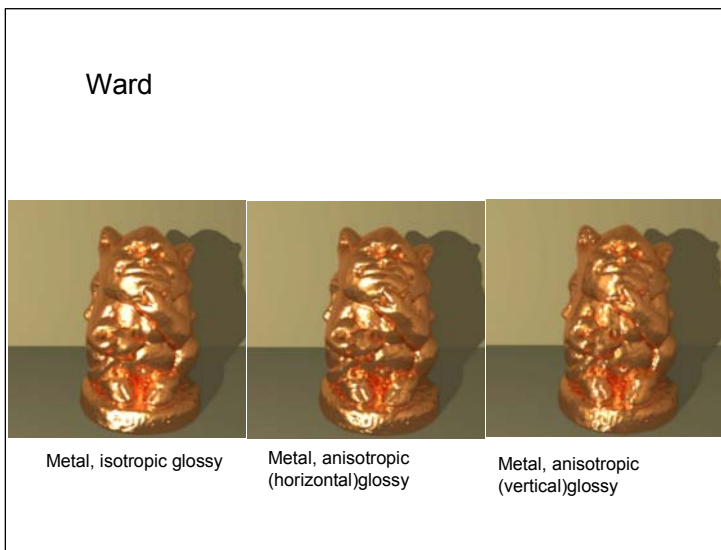 Ward
Metal, isotropic glossy
Metal, anisotropic
(horizontal)glossy
Metal, anisotropic
(vertical)glossy